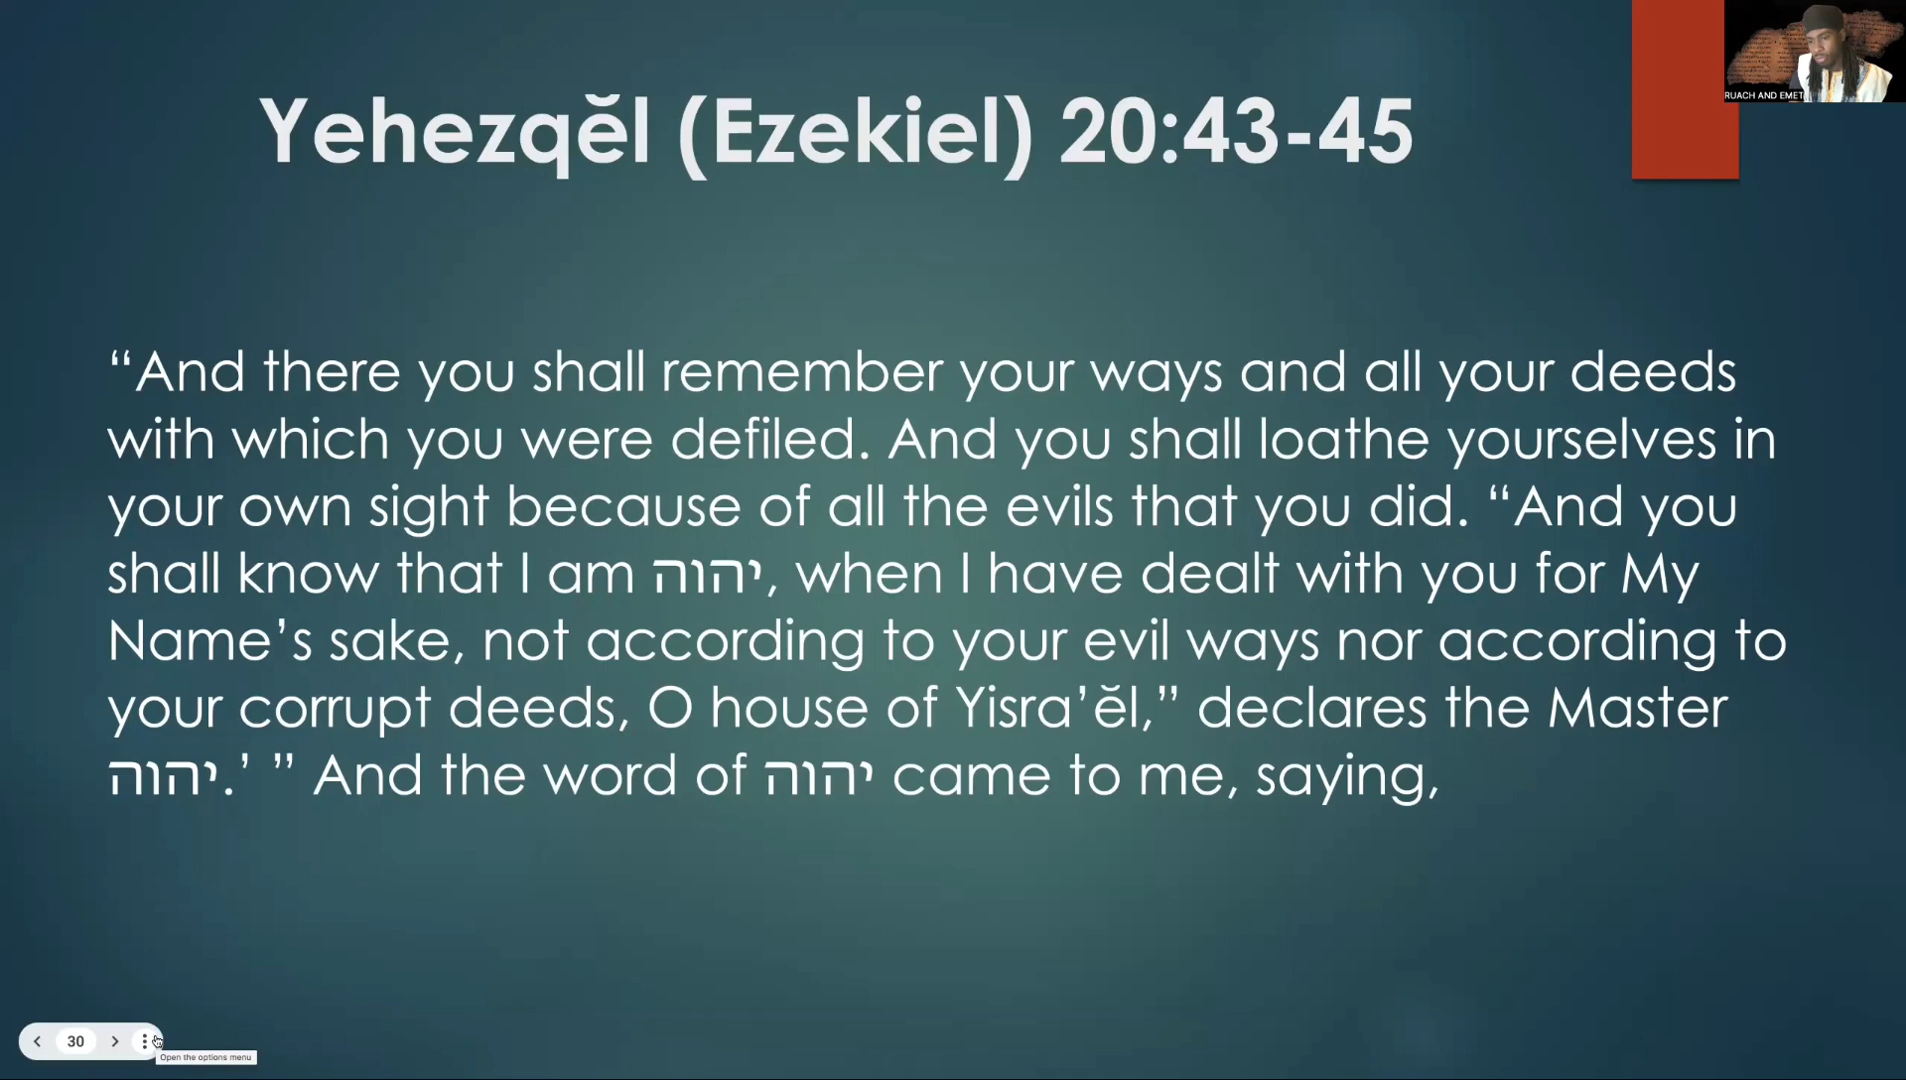 RUACH AND EMET
Yehezqĕl (Ezekiel) 20:43-45
“And there you shall remember your ways and all your deeds
with which you were defiled. And you shall loathe yourselves in
your own sight because of all the evils that you did. “And you
shall know that I am יהוה, when I have dealt with you for My
Name’s sake, not according to your evil ways nor according to
your corrupt deeds, O house of Yisra’ĕl,” declares the Master
יהוה.’ ” And the word of יהוה came to me, saying,
30
Open the options menu